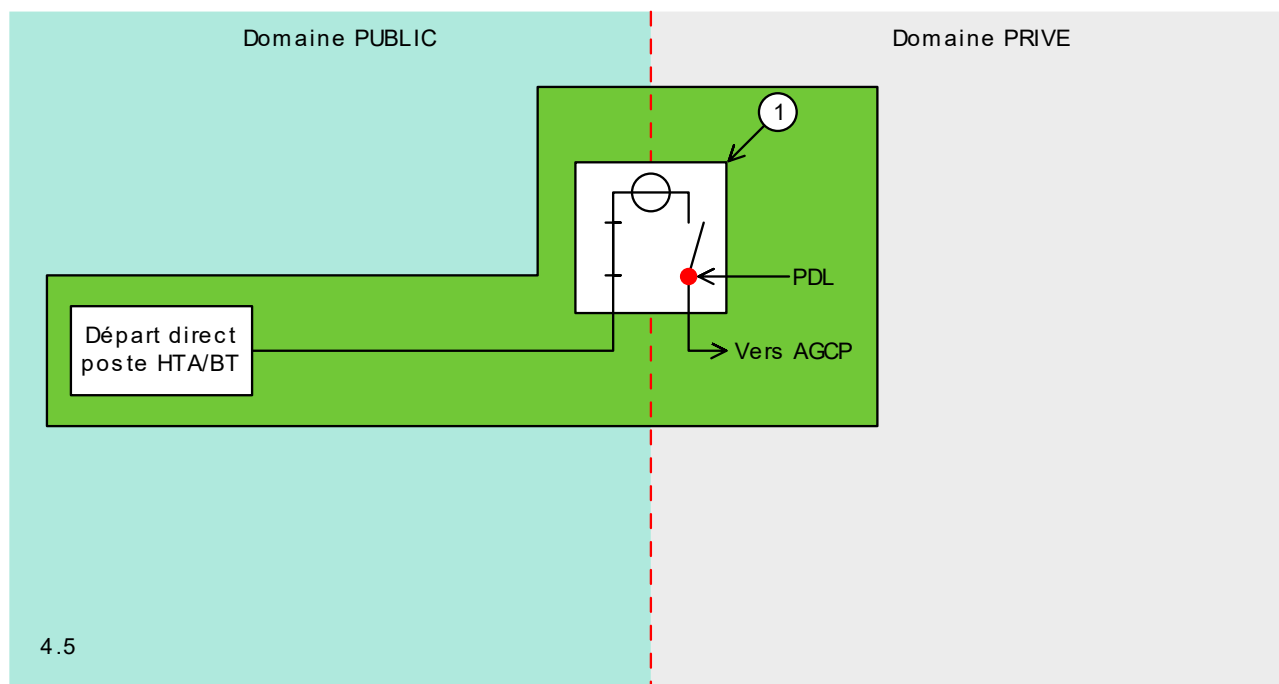 Domaine PUBLIC
Domaine PRIVE
1
PDL
Départ direct
poste HTA/BT
Vers AGCP
4.5